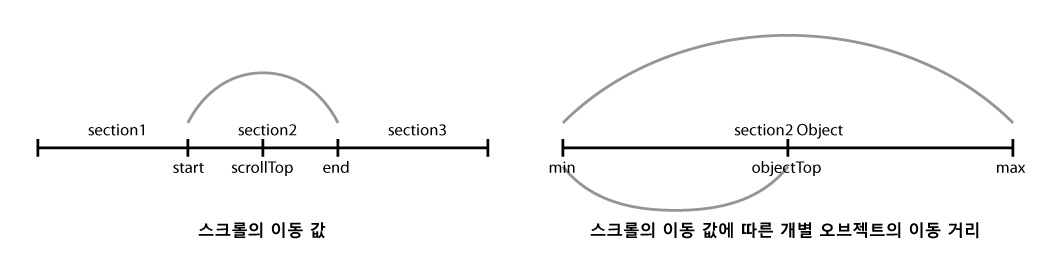 section1 section2 section3
start scrollTop end
스크롤의 이동 값
section2 Object
min objectTop max
스크롤의 이동 값에 따른 개별 오브젝트의 이동 거리